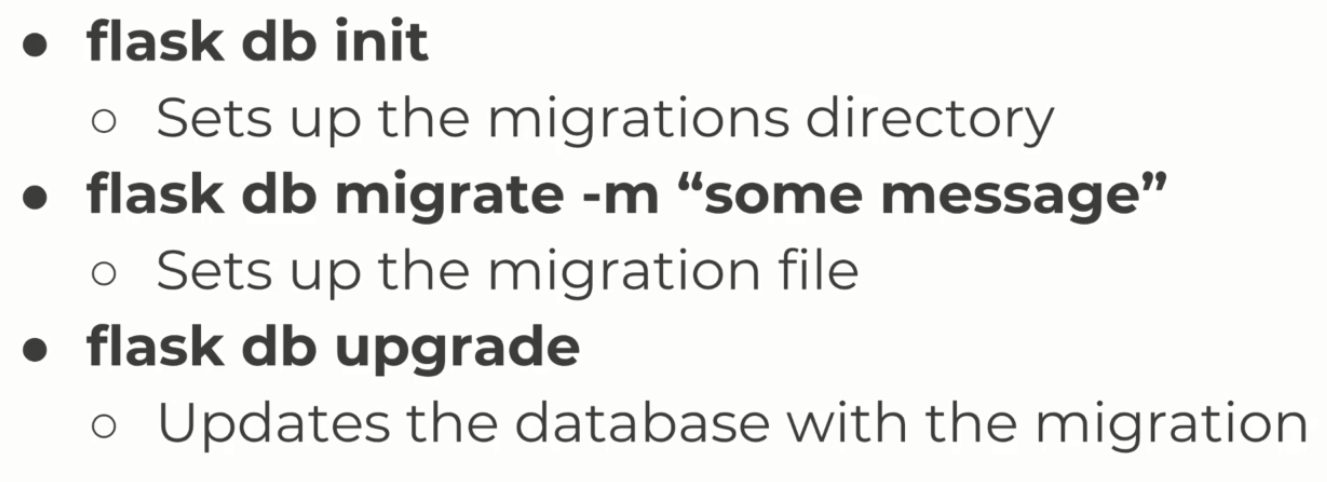 ● flask db init
○ Sets up the migrations directory
● flask db migrate -m “some message”
○ Sets up the migration file
● flask db upgrade
○ Updates the database with the migration